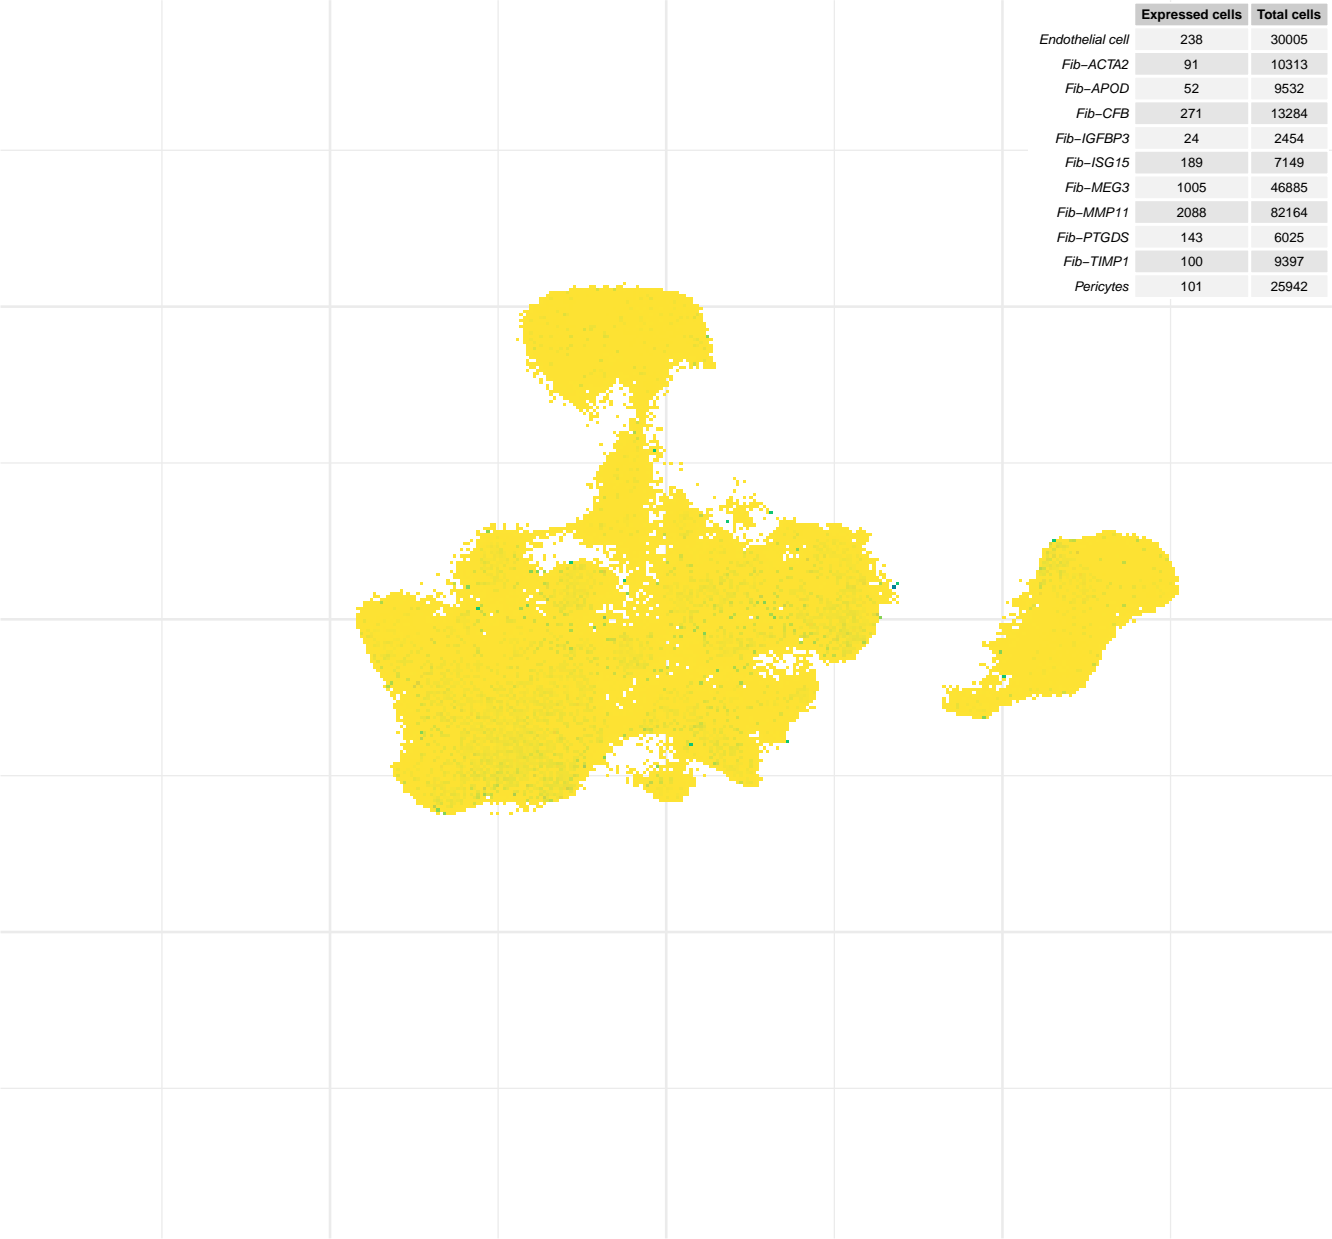 Expressed cells Total cells
Endothelial cell 238 30005
Fib−ACTA2 91 10313
Fib−APOD 52 9532
Fib−CFB 271 13284
Fib−IGFBP3 24 2454
Fib−ISG15 189 7149
Fib−MEG3 1005 46885
Fib−MMP11 2088 82164
Fib−PTGDS 143 6025
Fib−TIMP1 100 9397
Pericytes 101 25942